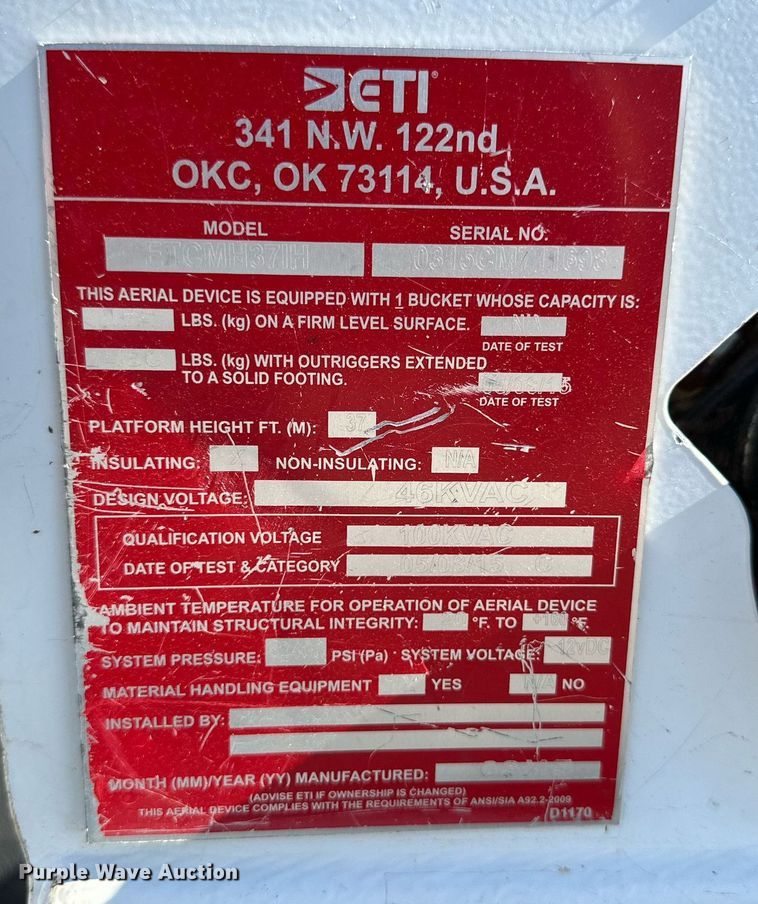 ETI
341 N.W. 122nd
OKC, OK 73114, U.S.A.
MODEL SERIAL NO.
ETCMH37IH
THIS AERIAL DEVICE IS EQUIPPED WITH 1 BUCKET WHOSE CAPACITY IS:
LBS. (kg) ON A FIRM LEVEL SURFACE. N/A
DATE OF TEST
LBS. (kg) WITH OUTRIGGERS EXTENDED
TO A SOLID FOOTING.
DATE OF TEST
PLATFORM HEIGHT FT. (M): 37
INSULATING: X NON-INSULATING: N/A
DESIGN VOLTAGE: 46KVAC
QUALIFICATION VOLTAGE 100KVAC
DATE OF TEST & CATEGORY C
AMBIENT TEMPERATURE FOR OPERATION OF AERIAL DEVICE
TO MAINTAIN STRUCTURAL INTEGRITY: °F. TO °F.
SYSTEM PRESSURE: PSI (Pa) SYSTEM VOLTAGE: 12vDC
MATERIAL HANDLING EQUIPMENT YES N/A NO
INSTALLED BY:
MONTH (MM)/YEAR (YY) MANUFACTURED:
(ADVISE ETI IF OWNERSHIP IS CHANGED)
THIS AERIAL DEVICE COMPLIES WITH THE REQUIREMENTS OF ANSI/SIA A92.2-2009
D1170
Purple Wave Auction